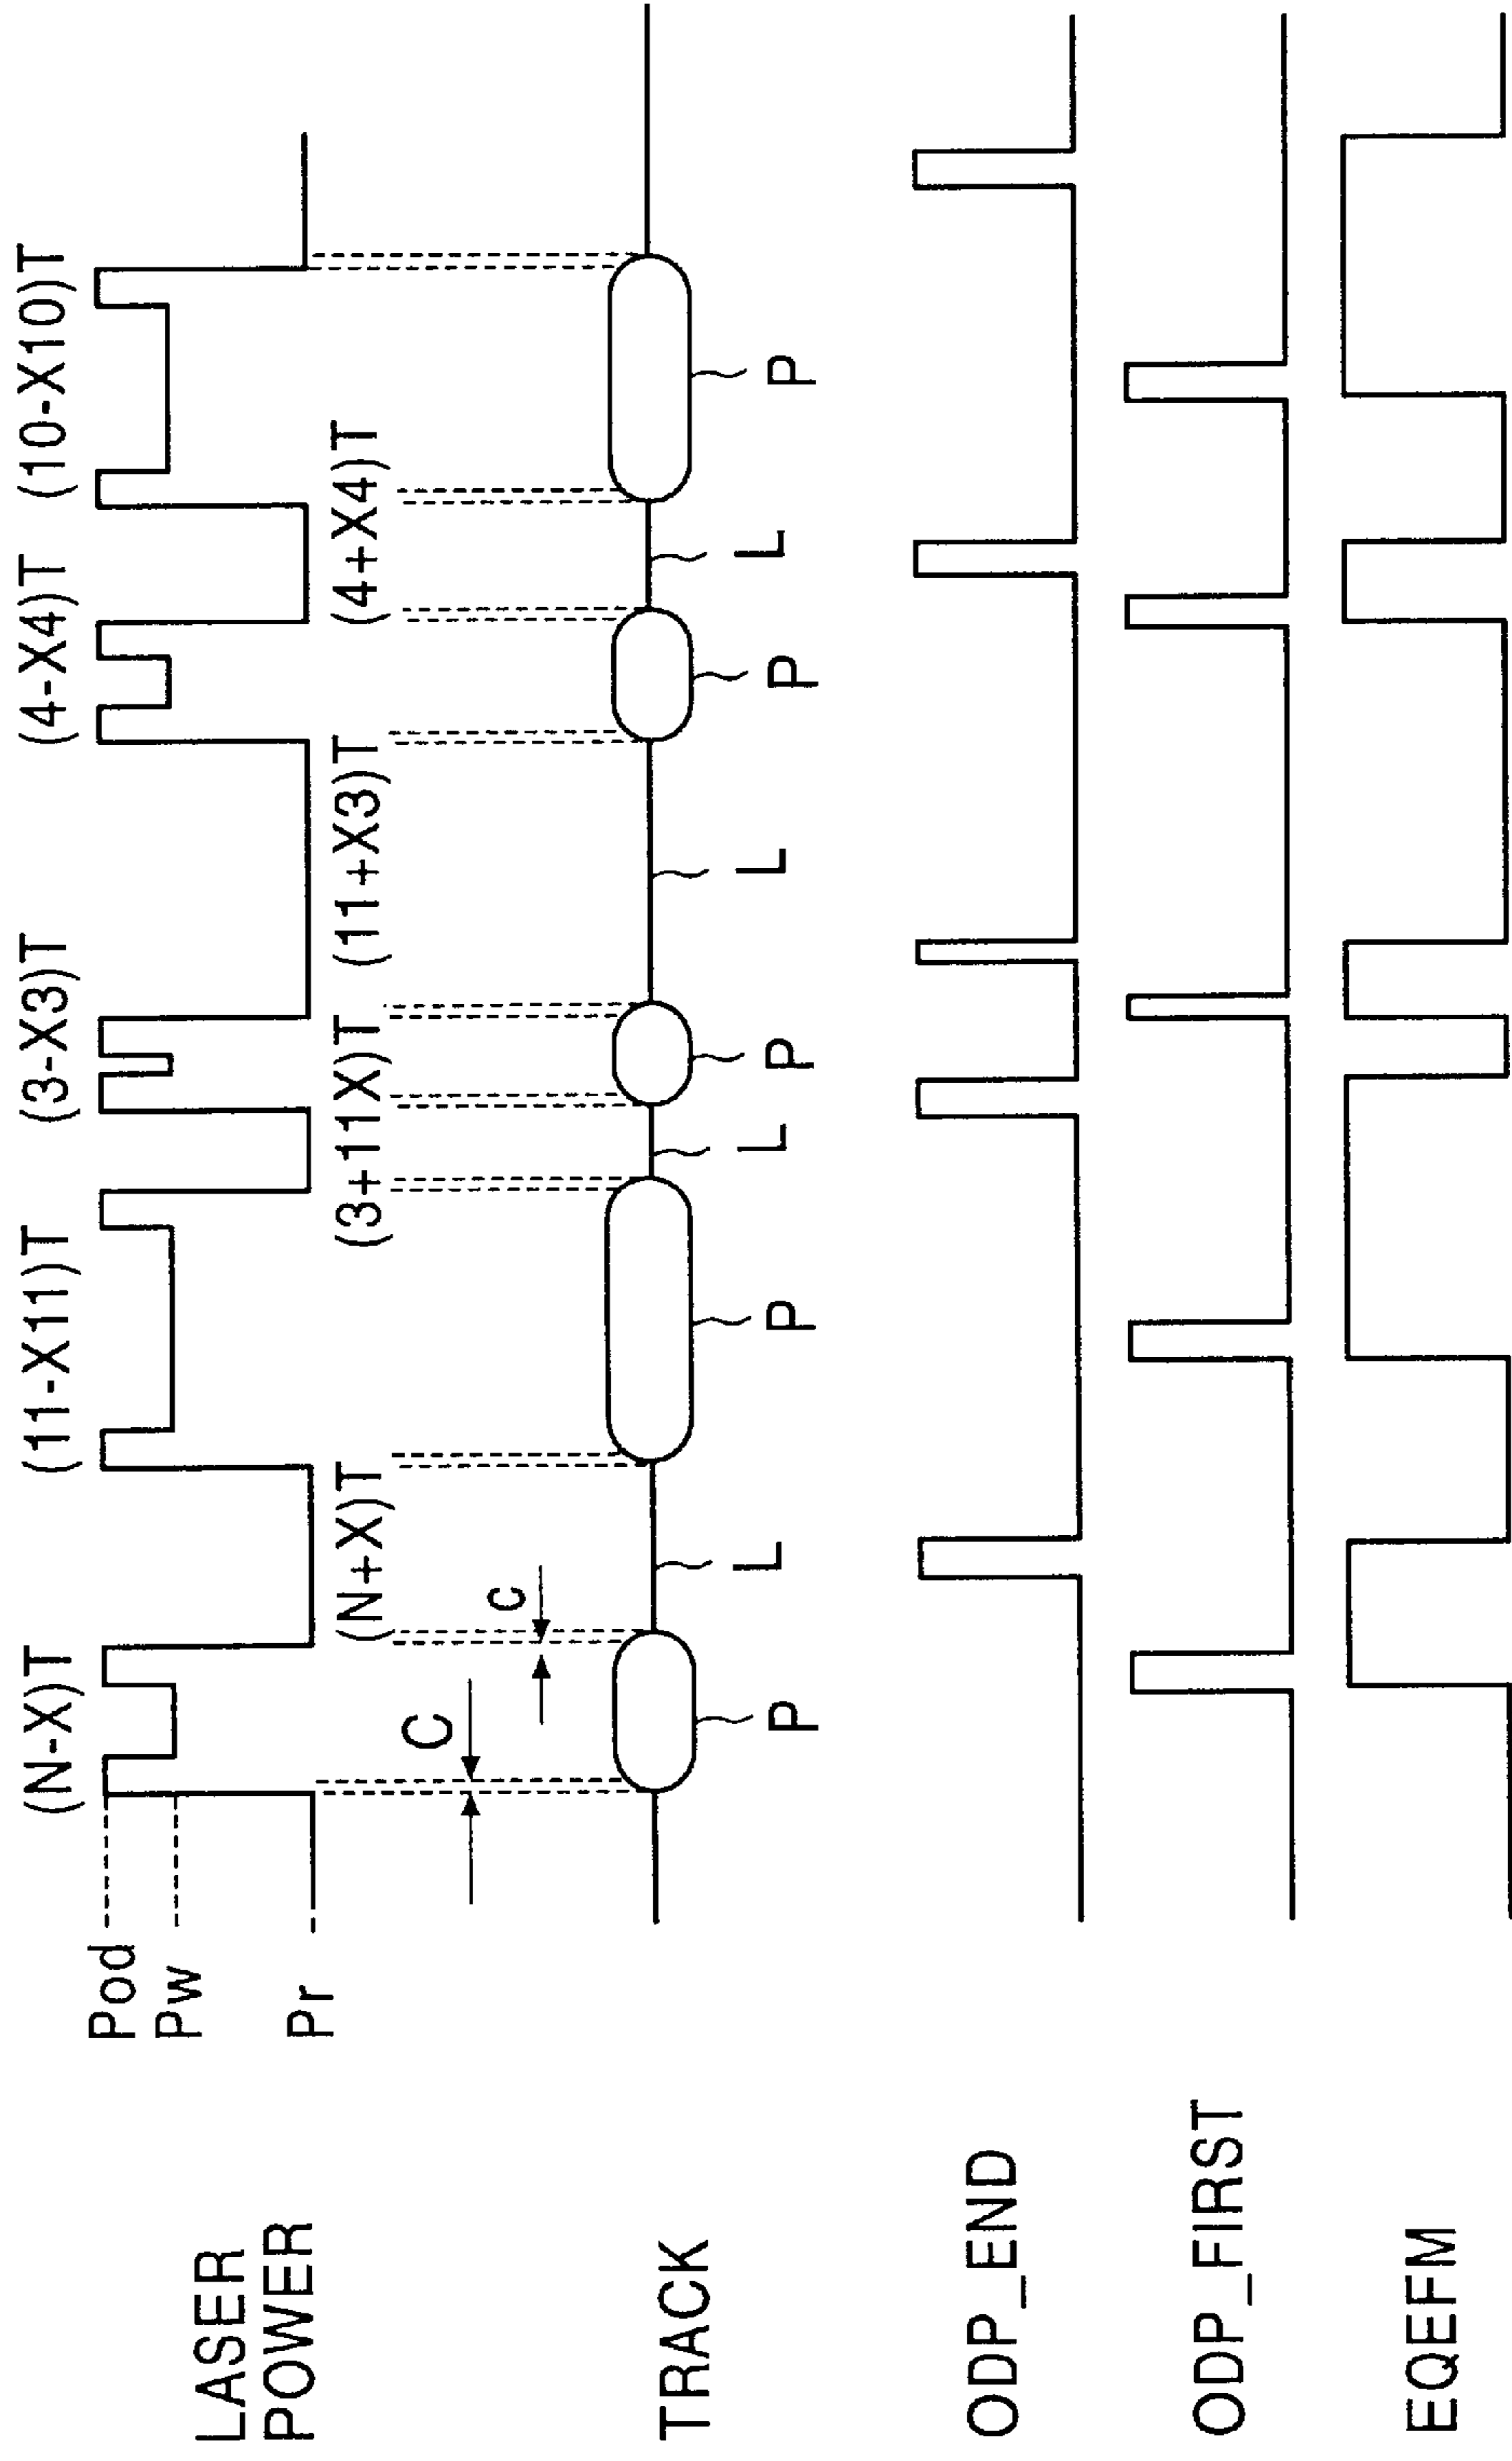 (N-X)T
(11-X11)T
(3-X3)T
(4-X4)T
(10-X10)T
Pod
Pw
Pr
LASER
POWER
(N+X)T
(3+11X)T
(11+X3)T
(4+X4)T
C
c
TRACK
P
L
P
L
P
L
P
L
P
ODP_END
ODP_FIRST
EQEFM